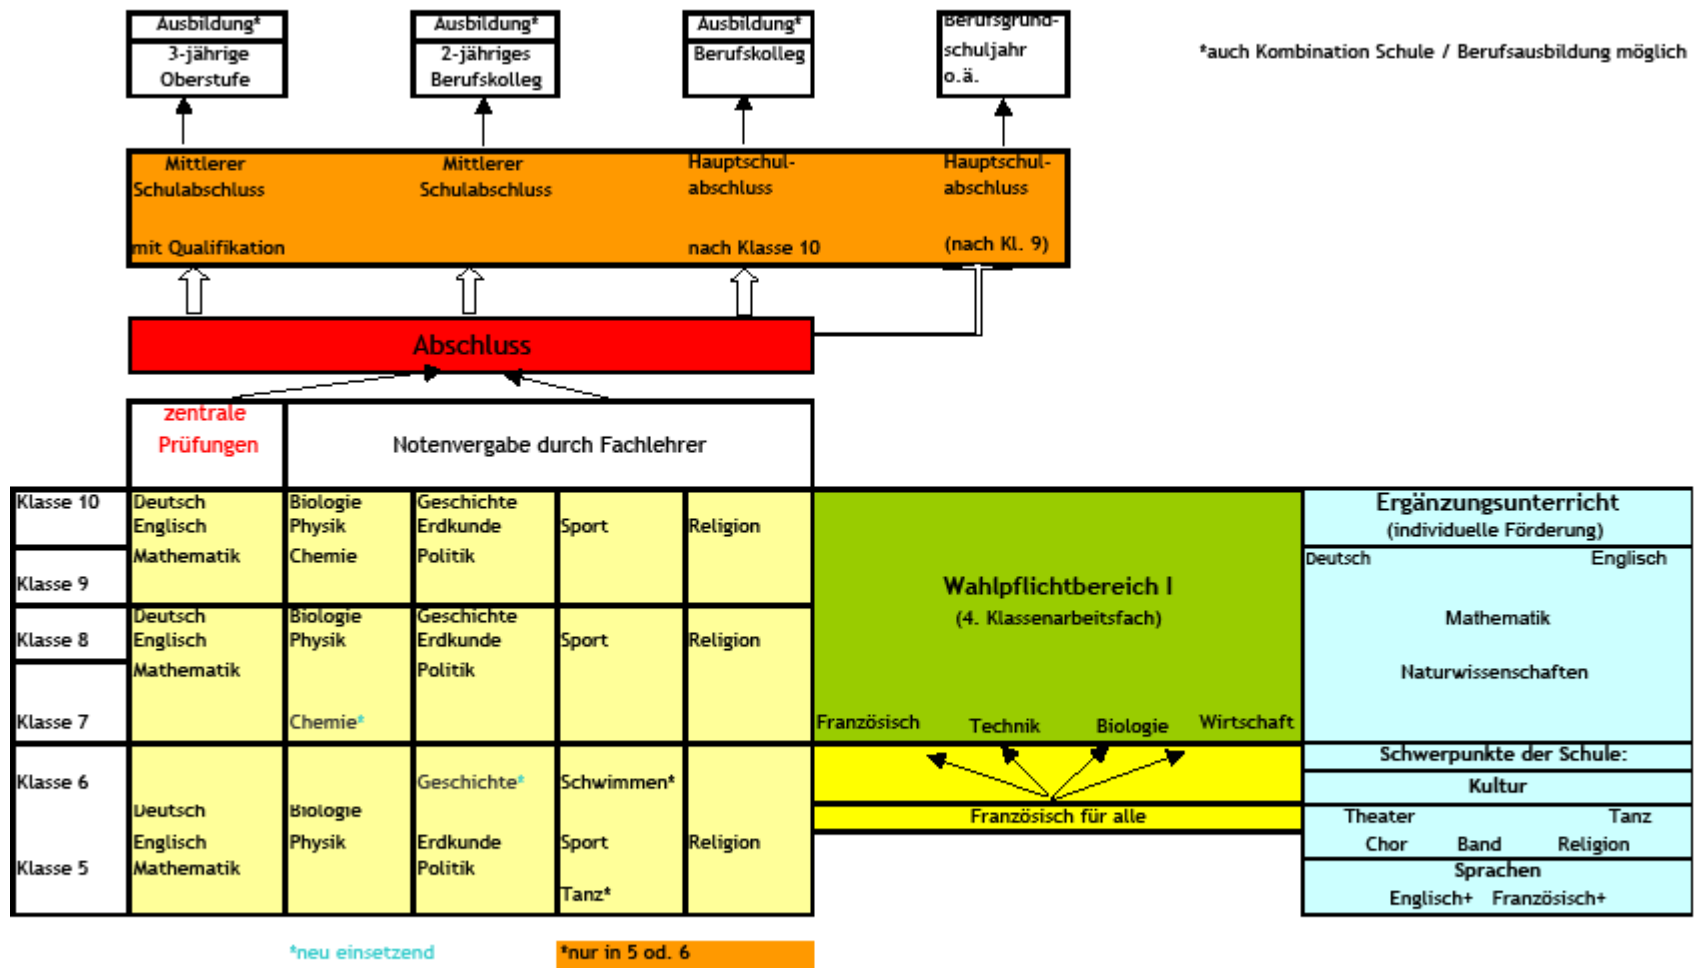 Ausbildung*
3-jährige
Oberstufe
Ausbildung*
2-jähriges
Berufskolleg
Ausbildung*
Berufskolleg
Berufsgrund-
schuljahr
o.ä.
*auch Kombination Schule / Berufsausbildung möglich
Mittlerer
Schulabschluss
mit Qualifikation
Mittlerer
Schulabschluss
Hauptschul-
abschluss
nach Klasse 10
Hauptschul-
abschluss
(nach Kl. 9)
Abschluss
zentrale
Prüfungen
Notenvergabe durch Fachlehrer
Klasse 10
Deutsch
Englisch
Mathematik
Biologie
Physik
Chemie
Geschichte
Erdkunde
Politik
Sport
Religion
Klasse 9
Klasse 8
Deutsch
Englisch
Mathematik
Biologie
Physik
Geschichte
Erdkunde
Politik
Sport
Religion
Klasse 7
Chemie*
Wahlpflichtbereich I
(4. Klassenarbeitsfach)
Französisch
Technik
Biologie
Wirtschaft
Ergänzungsunterricht
(individuelle Förderung)
Deutsch
Englisch
Mathematik
Naturwissenschaften
Klasse 6
Geschichte*
Schwimmen*
Deutsch
Englisch
Mathematik
Biologie
Physik
Erdkunde
Politik
Sport
Tanz*
Religion
Klasse 5
Französisch für alle
Schwerpunkte der Schule:
Kultur
Theater
Tanz
Chor
Band
Religion
Sprachen
Englisch+ Französisch+
*neu einsetzend
*nur in 5 od. 6